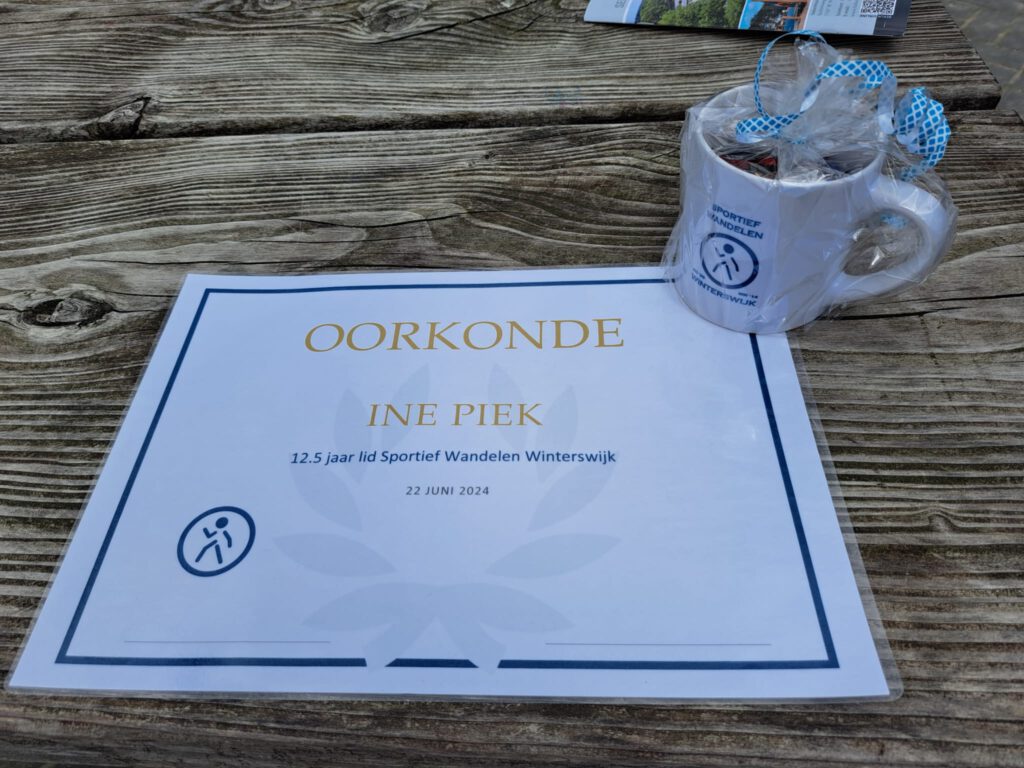 SPORTIEF
WANDELEN
WINTERSWIJK
OORKONDE
INE PIEK
12.5 jaar lid Sportief Wandelen Winterswijk
22 JUNI 2024